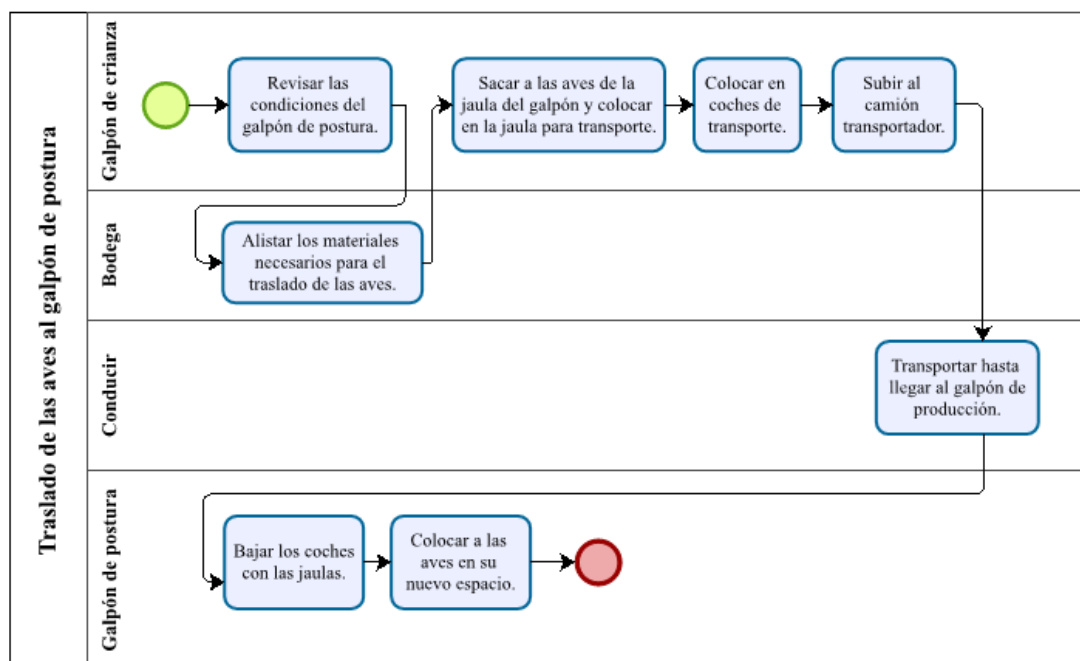 Traslado de las aves al galpón de postura
Galpón de crianza
Revisar las
condiciones del
galpón de postura.
Sacar a las aves de la
jaula del galpón y colocar
en la jaula para transporte.
Colocar en
coches de
transporte.
Subir al
camión
transportador.
Bodega
Alistar los materiales
necesarios para el
traslado de las aves.
Conducir
Transportar hasta
llegar al galpón de
producción.
Galpón de postura
Bajar los coches
con las jaulas.
Colocar a las
aves en su
nuevo espacio.